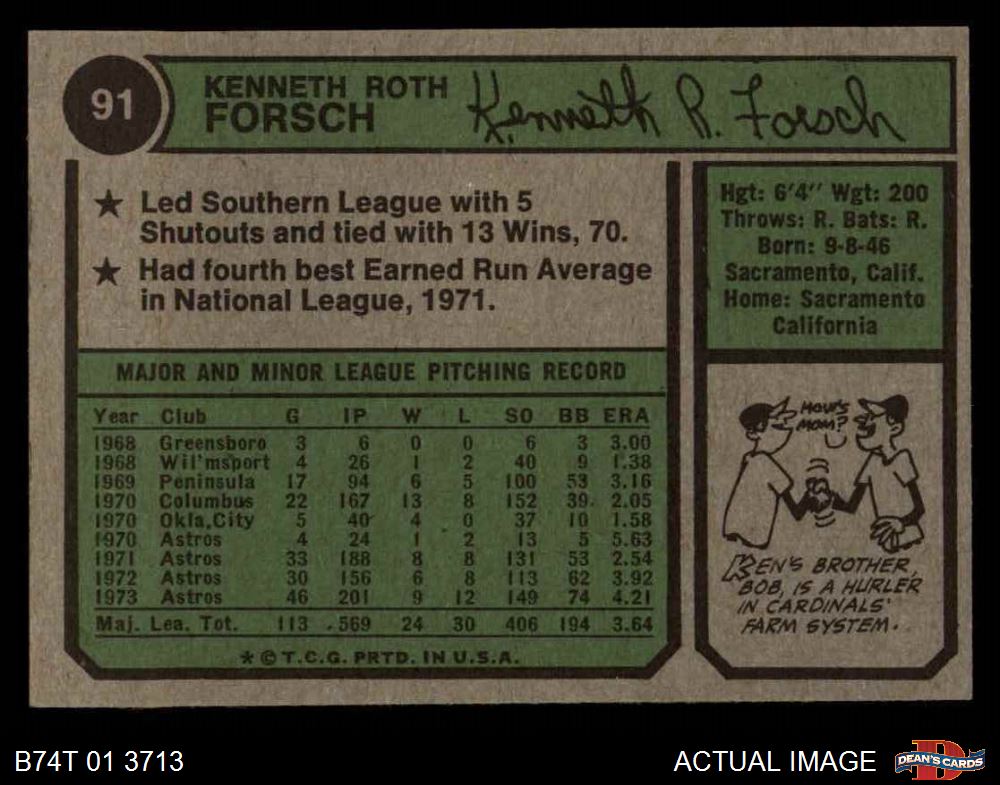 91
KENNETH ROTH
FORSCH
Kenneth R. Forsch
★ Led Southern League with 5
Shutouts and tied with 13 Wins, 70.
★ Had fourth best Earned Run Average
in National League, 1971.
Hgt: 6'4" Wgt: 200
Throws: R. Bats: R.
Born: 9-8-46
Sacramento, Calif.
Home: Sacramento
California
MAJOR AND MINOR LEAGUE PITCHING RECORD
Year Club G IP W L SO BB ERA
1968 Greensboro 3 6 0 0 6 3 3.00
1968 Wil'msport 4 26 1 2 40 9 1.38
1969 Peninsula 17 94 6 5 100 53 3.16
1970 Columbus 22 167 13 8 152 39 2.05
1970 Okla.City 5 40 4 0 37 10 1.58
1970 Astros 4 24 1 2 13 5 5.63
1971 Astros 33 188 8 8 131 53 2.54
1972 Astros 30 156 6 8 113 62 3.92
1973 Astros 46 201 9 12 149 74 4.21
Maj. Lea. Tot. 113 569 24 30 406 194 3.64
* © T.C.G. PRTD. IN U.S.A.
HOW'S
MOM?
KEN'S BROTHER,
BOB, IS A HURLER
IN CARDINALS'
FARM SYSTEM.
B74T 01 3713
ACTUAL IMAGE
D
DEAN'S CARDS